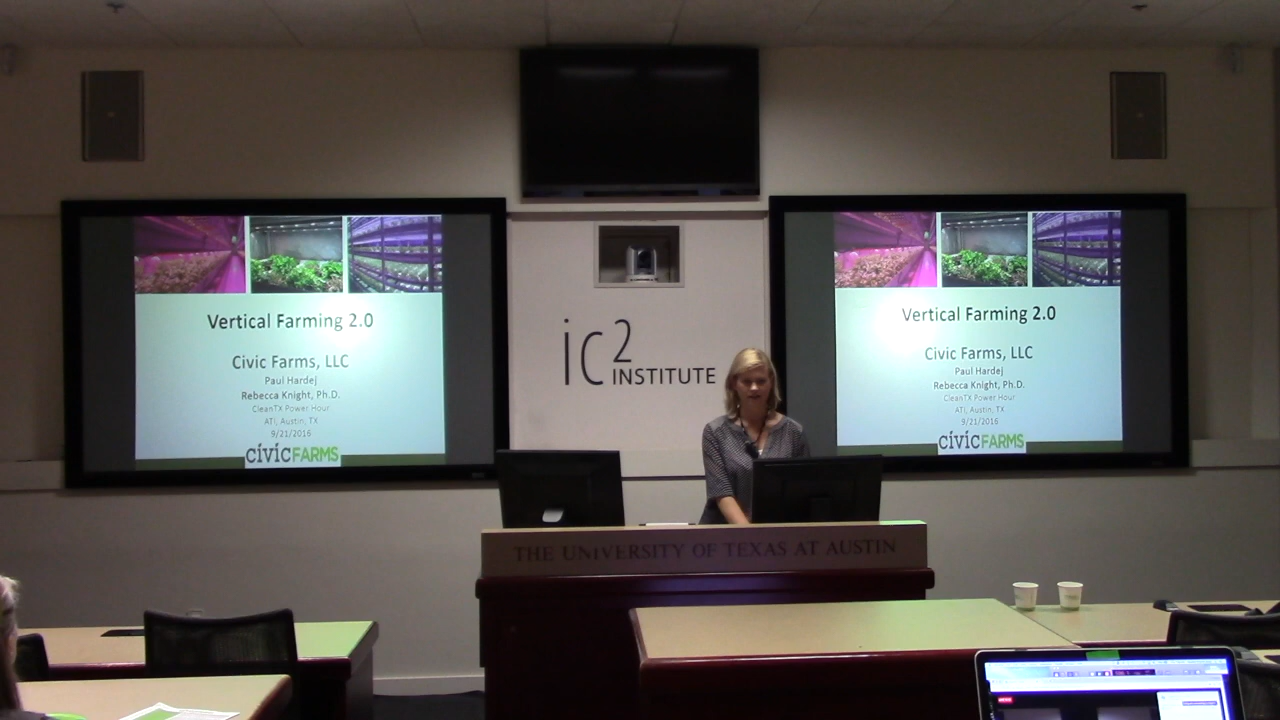 Vertical Farming 2.0
Civic Farms, LLC
Paul Hardej
Rebecca Knight, Ph.D.
CleanTX Power Hour
ATI, Austin, TX
9/21/2016
civicFARMS
ic2
INSTITUTE
Vertical Farming 2.0
Civic Farms, LLC
Paul Hardej
Rebecca Knight, Ph.D.
CleanTX Power Hour
ATI, Austin, TX
9/21/2016
civicFARMS
THE UNIVERSITY OF TEXAS AT AUSTIN